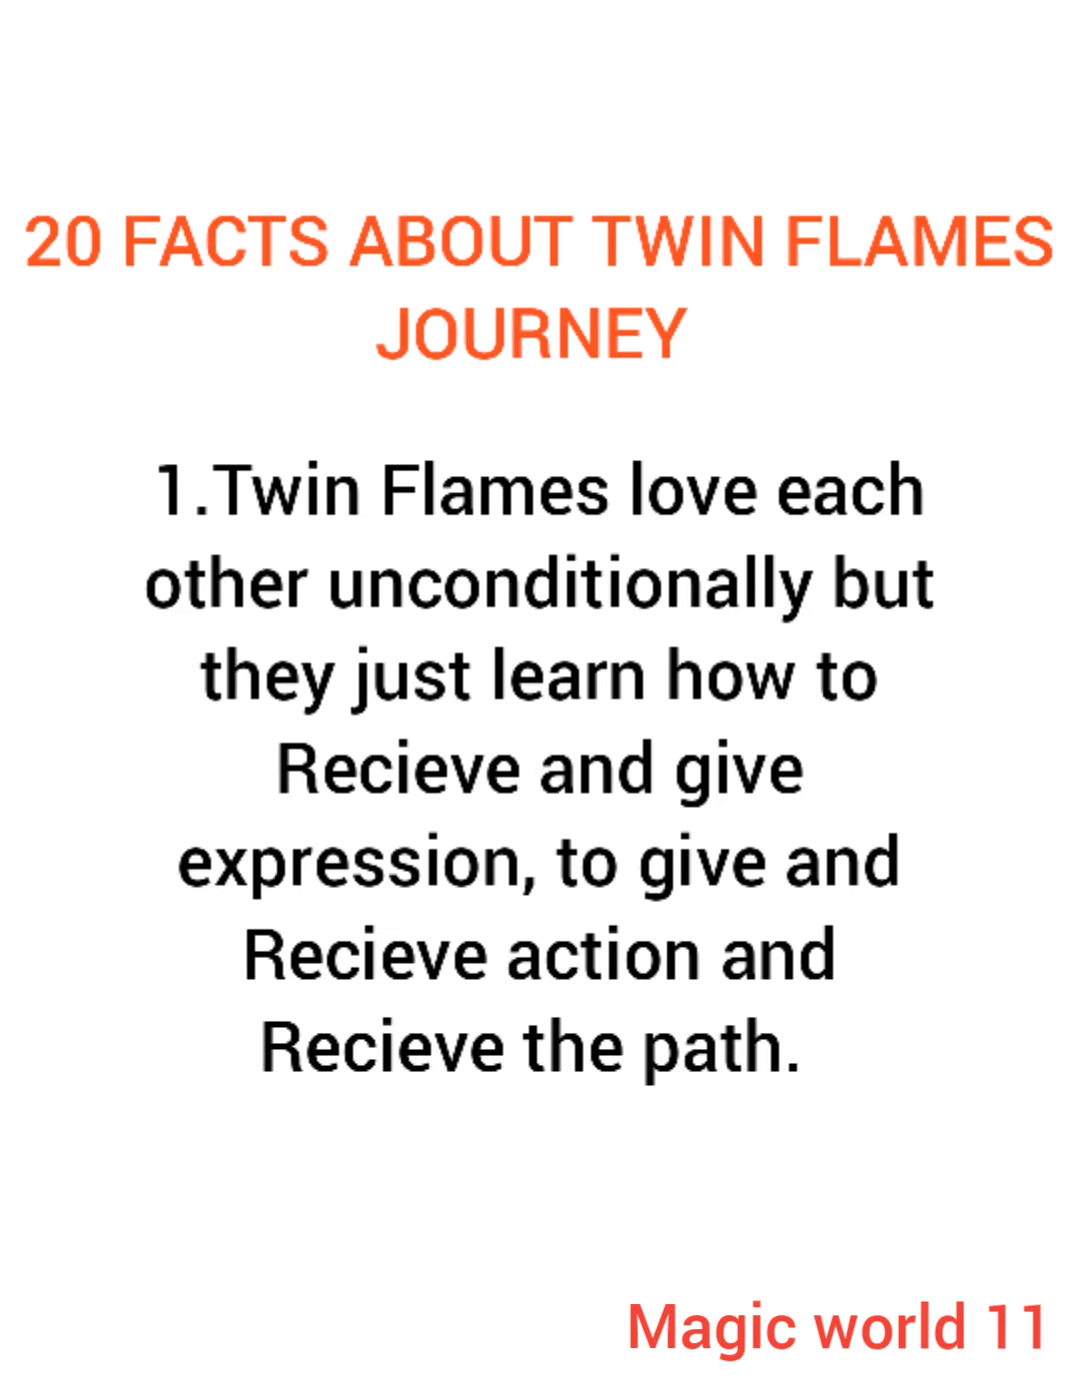 20 FACTS ABOUT TWIN FLAMES
JOURNEY
1.Twin Flames love each
other unconditionally but
they just learn how to
Recieve and give
expression, to give and
Recieve action and
Recieve the path.
Magic world 11